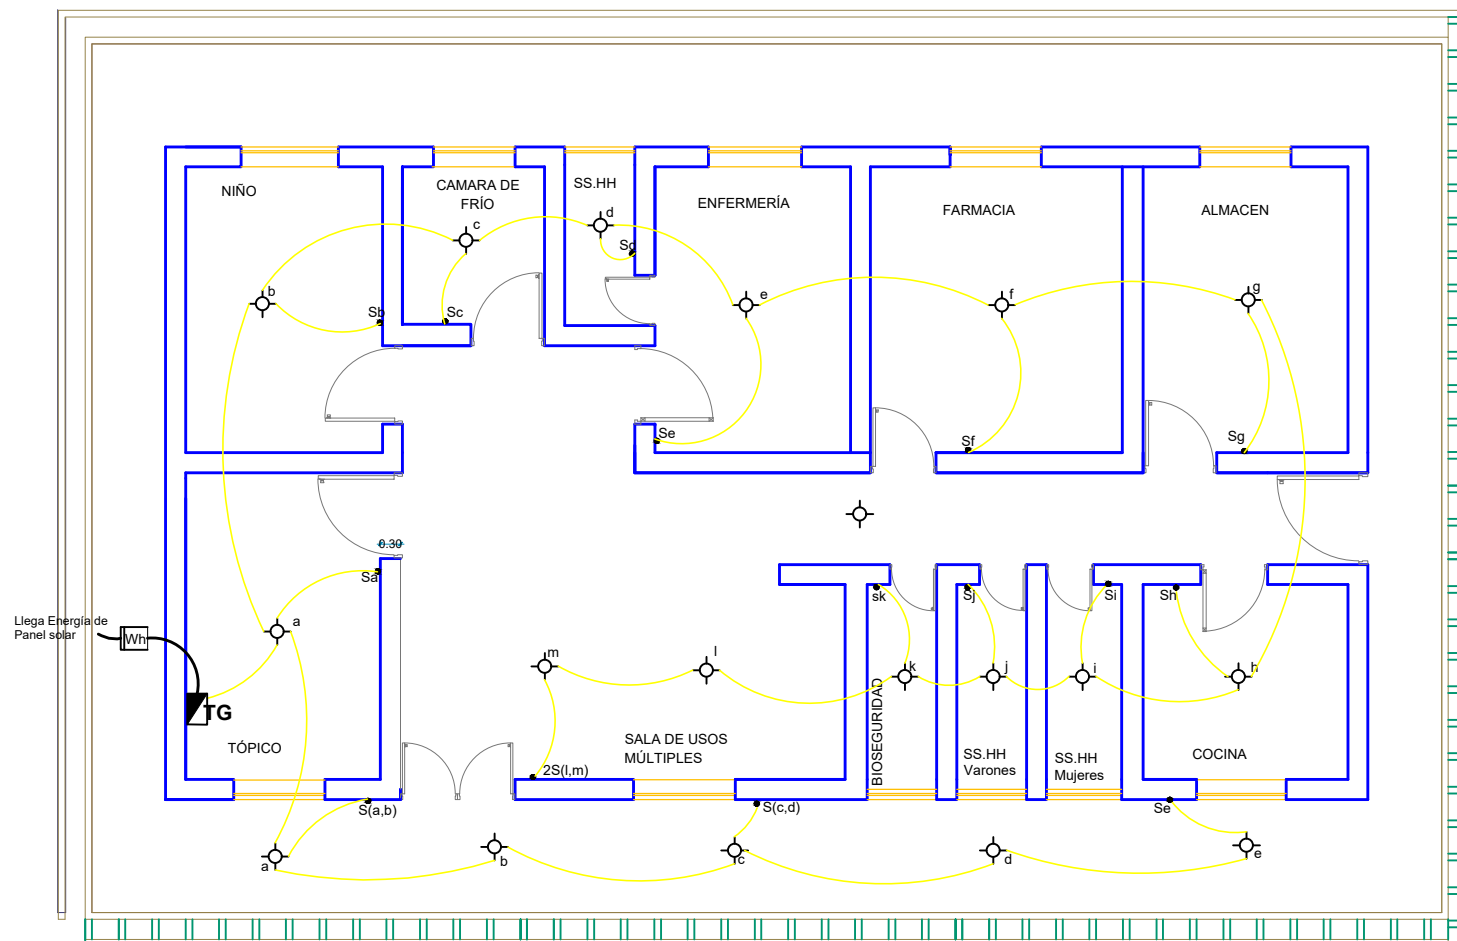 NIÑO
CAMARA DE
FRÍO
SS.HH
ENFERMERÍA
FARMACIA
ALMACEN
c
d
Sd
b
Sb
Sc
e
f
g
Se
Sf
Sg
0.30
Sa
sk
Sj
Si
Sh
Llega Energía de
Panel solar
Wh
a
m
l
k
j
i
h
TG
TÓPICO
SALA DE USOS
MÚLTIPLES
BIOSEGURIDAD
SS.HH
Varones
SS.HH
Mujeres
COCINA
2S(l,m)
S(a,b)
S(c,d)
Se
a
b
c
d
e